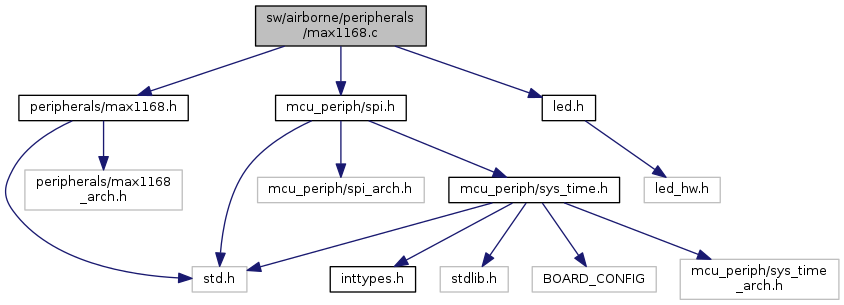 sw/airborne/peripherals
/max1168.c
peripherals/max1168.h
mcu_periph/spi.h
led.h
peripherals/max1168
_arch.h
mcu_periph/spi_arch.h
mcu_periph/sys_time.h
led_hw.h
std.h
inttypes.h
stdlib.h
BOARD_CONFIG
mcu_periph/sys_time
_arch.h